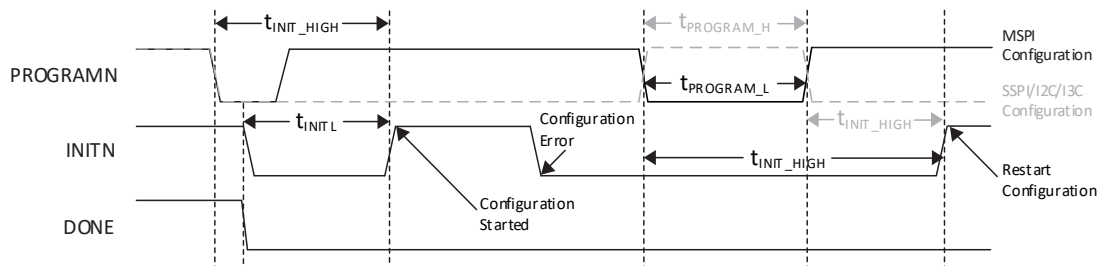 tINIT_HIGH
tPROGRAM_H
MSPI
Configuration
PROGRAMN
tPROGRAM_L
SSPI/I2C/I3C
Configuration
tINITL
Configuration
Error
tINIT_HIGH
INITN
tINIT_HIGH
Restart
Configuration
Configuration
Started
DONE